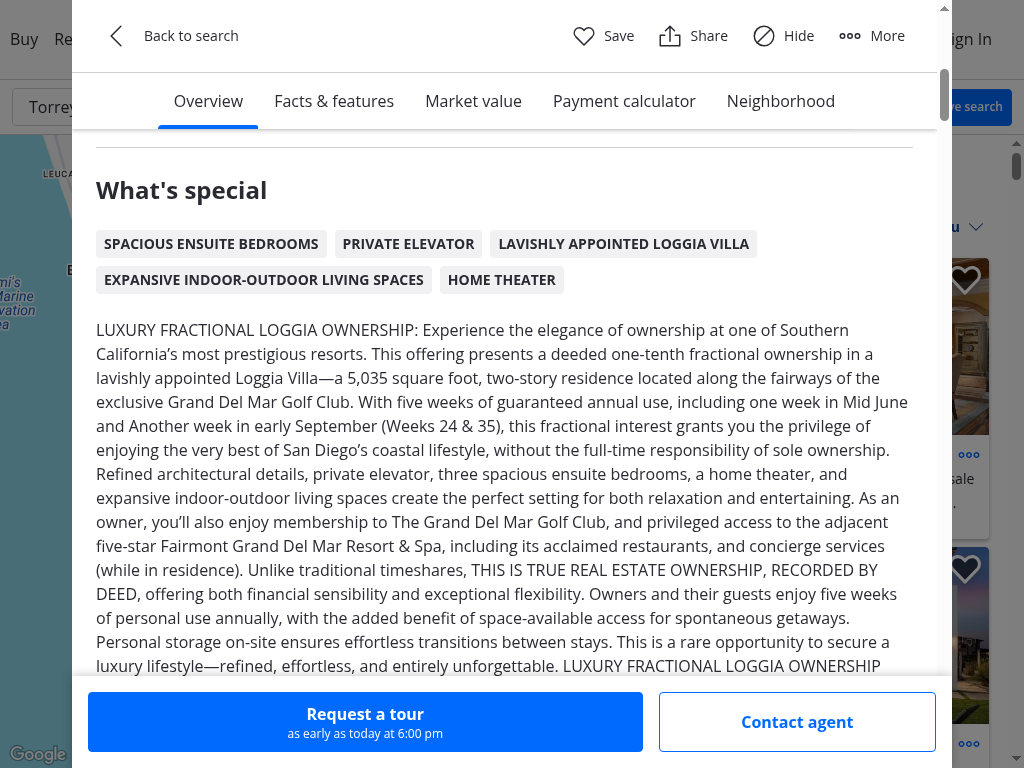 Back to search
Save
Share
Hide
More
Buy
Overview
Facts & features
Market value
Payment calculator
Neighborhood
What's special
SPACIOUS ENSUITE BEDROOMS
PRIVATE ELEVATOR
LAVISHLY APPOINTED LOGGIA VILLA
EXPANSIVE INDOOR-OUTDOOR LIVING SPACES
HOME THEATER
LUXURY FRACTIONAL LOGGIA OWNERSHIP: Experience the elegance of ownership at one of Southern
California’s most prestigious resorts. This offering presents a deeded one-tenth fractional ownership in a
lavishly appointed Loggia Villa—a 5,035 square foot, two-story residence located along the fairways of the
exclusive Grand Del Mar Golf Club. With five weeks of guaranteed annual use, including one week in Mid June
and Another week in early September (Weeks 24 & 35), this fractional interest grants you the privilege of
enjoying the very best of San Diego’s coastal lifestyle, without the full-time responsibility of sole ownership.
Refined architectural details, private elevator, three spacious ensuite bedrooms, a home theater, and
expansive indoor-outdoor living spaces create the perfect setting for both relaxation and entertaining. As an
owner, you’ll also enjoy membership to The Grand Del Mar Golf Club, and privileged access to the adjacent
five-star Fairmont Grand Del Mar Resort & Spa, including its acclaimed restaurants, and concierge services
(while in residence). Unlike traditional timeshares, THIS IS TRUE REAL ESTATE OWNERSHIP, RECORDED BY
DEED, offering both financial sensibility and exceptional flexibility. Owners and their guests enjoy five weeks
of personal use annually, with the added benefit of space-available access for spontaneous getaways.
Personal storage on-site ensures effortless transitions between stays. This is a rare opportunity to secure a
luxury lifestyle—refined, effortless, and entirely unforgettable. LUXURY FRACTIONAL LOGGIA OWNERSHIP
Request a tour
as early as today at 6:00 pm
Contact agent
In
search
Torrey
LEUCA
sale
Google